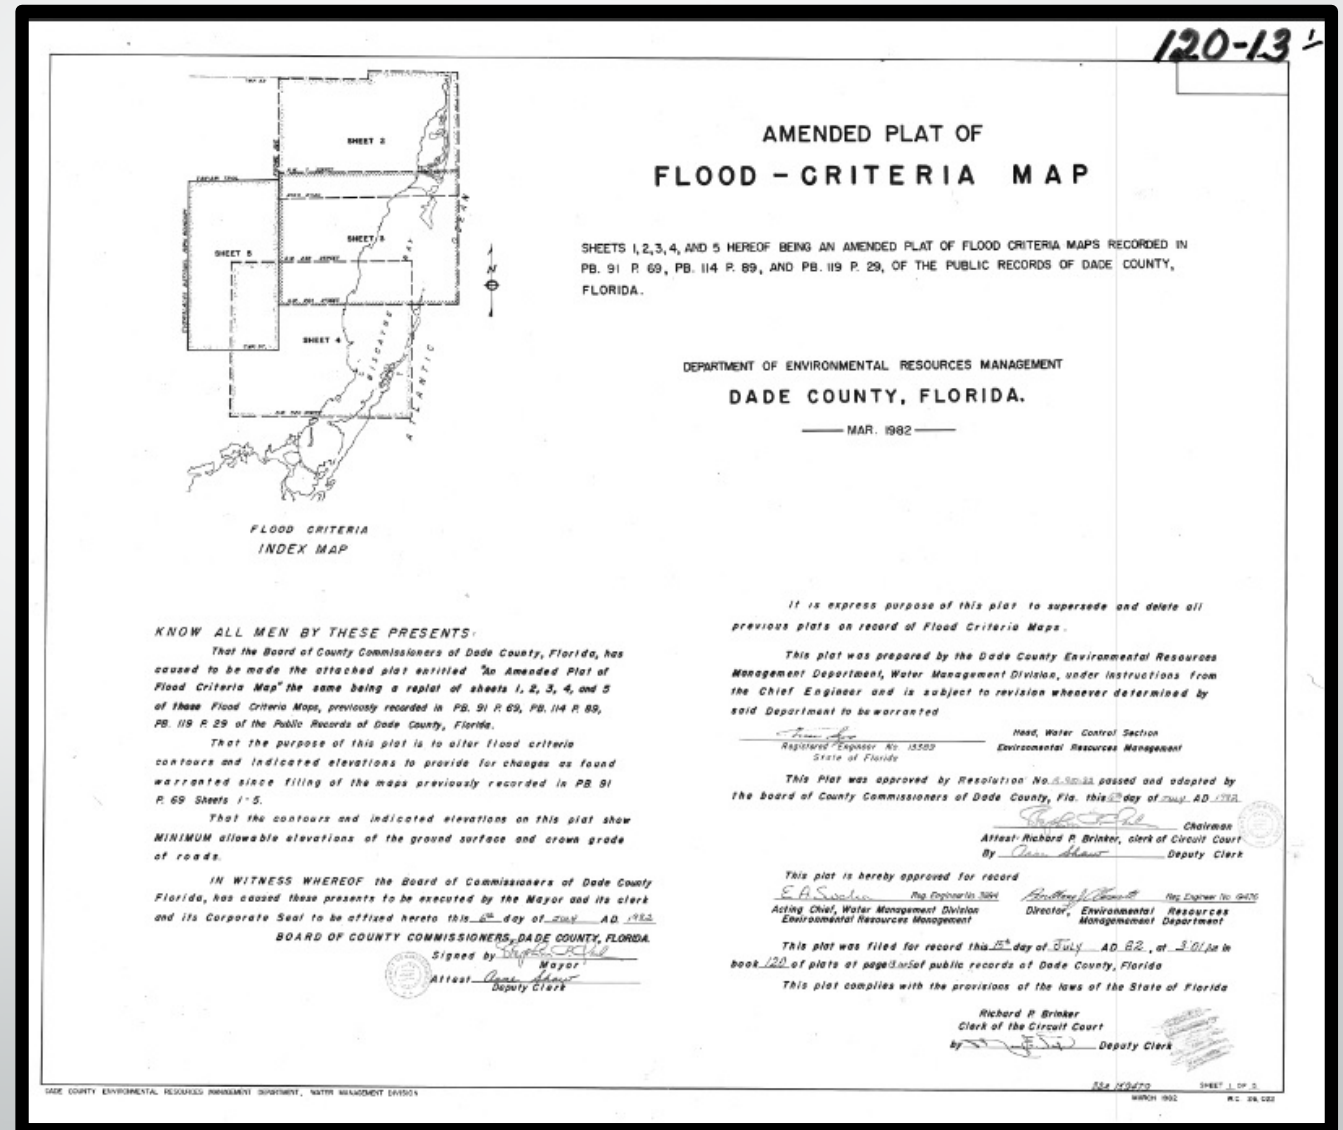 120-13
AMENDED PLAT OF
FLOOD - CRITERIA MAP
SHEETS 1, 2, 3, 4, AND 5 HEREOF BEING AN AMENDED PLAT OF FLOOD CRITERIA MAPS RECORDED IN
PB. 91 P. 69, PB. 114 P. 89, AND PB. 119 P. 29, OF THE PUBLIC RECORDS OF DADE COUNTY,
FLORIDA.
DEPARTMENT OF ENVIRONMENTAL RESOURCES MANAGEMENT
DADE COUNTY, FLORIDA.
MAR. 1982
SHEET 2
SHEET 3
SHEET 5
SHEET 4
N
BISCAYNE BAY
ATLANTIC OCEAN
FLOOD CRITERIA
INDEX MAP
KNOW ALL MEN BY THESE PRESENTS:
That the Board of County Commissioners of Dade County, Florida, has
caused to be made the attached plat entitled "An Amended Plat of
Flood Criteria Map" the same being a replat of sheets 1, 2, 3, 4, and 5
of those Flood Criteria Maps, previously recorded in PB. 91 P. 69, PB. 114 P. 89,
PB. 119 P. 29 of the Public Records of Dade County, Florida.
That the purpose of this plat is to alter flood criteria
contours and indicated elevations to provide for changes as found
warranted since filing of the maps previously recorded in PB. 91
P. 69 Sheets 1-5.
That the contours and indicated elevations on this plat show
MINIMUM allowable elevations of the ground surface and crown grade
of roads.
IN WITNESS WHEREOF the Board of Commissioners of Dade County
Florida, has caused these presents to be executed by the Mayor and its clerk
and its Corporate Seal to be affixed hereto this 6th day of July A.D. 1982
BOARD OF COUNTY COMMISSIONERS, DADE COUNTY, FLORIDA.
Signed by
Mayor
Attest
Deputy Clerk
It is express purpose of this plat to supersede and delete all
previous plats on record of Flood Criteria Maps.
This plat was prepared by the Dade County Environmental Resources
Management Department, Water Management Division, under instructions from
the Chief Engineer and is subject to revision whenever determined by
said Department to be warranted
Head, Water Control Section
Registered Engineer No. Environmental Resources Management
State of Florida
This Plat was approved by Resolution No. passed and adopted by
the board of County Commissioners of Dade County, Fla. this 6th day of July AD 1982
Chairman
Attest: Richard P. Brinker, clerk of Circuit Court
By Deputy Clerk
This plat is hereby approved for record
Reg. Engineer No. Reg. Engineer No.
Acting Chief, Water Management Division Director, Environmental Resources
Environmental Resources Management Managemement Department
This plat was filed for record this 15th day of July AD 82, at 3:01 pm in
book 120 of plats at page of public records of Dade County, Florida
This plat complies with the provisions of the laws of the State of Florida
Richard P. Brinker
Clerk of the Circuit Court
by Deputy Clerk
DADE COUNTY ENVIRONMENTAL RESOURCES MANAGEMENT DEPARTMENT, WATER MANAGEMENT DIVISION
SHEET 1 OF 5
MARCH 1982